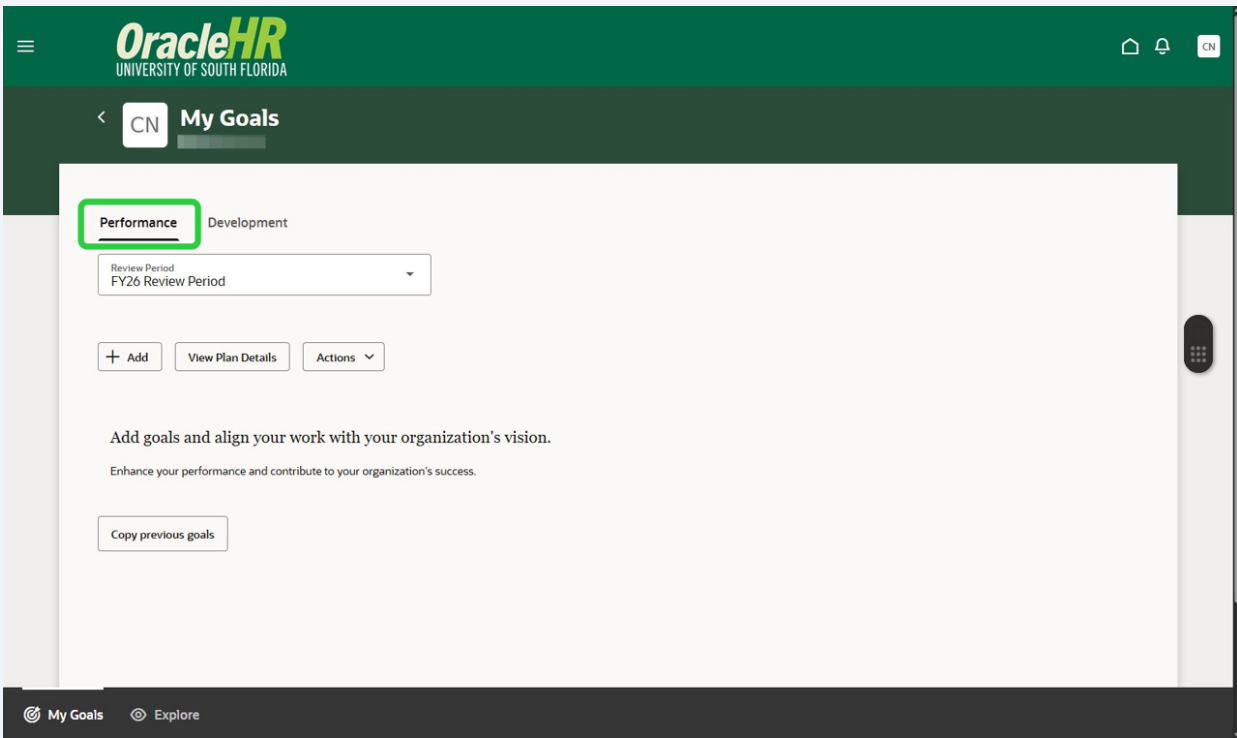 OracleHR
UNIVERSITY OF SOUTH FLORIDA
CN
CN
My Goals
Performance
Development
Review Period
FY26 Review Period
Add
View Plan Details
Actions
Add goals and align your work with your organization's vision.
Enhance your performance and contribute to your organization's success.
Copy previous goals
My Goals
Explore